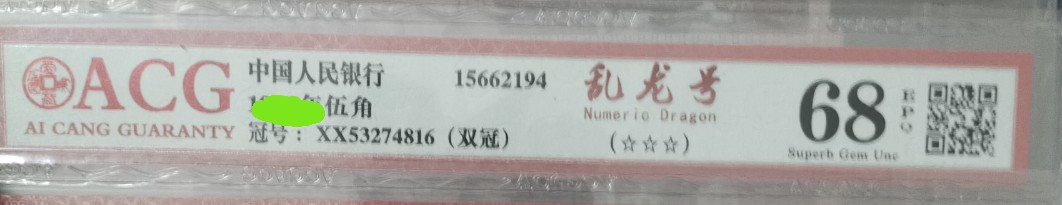 ACG
AI CANG GUARANTY
中国人民银行
伍角
冠号：XX53274816（双冠）
15662194
乱龙号
Numeric Dragon
(☆☆☆)
68
EPQ
Superb Gem Unc